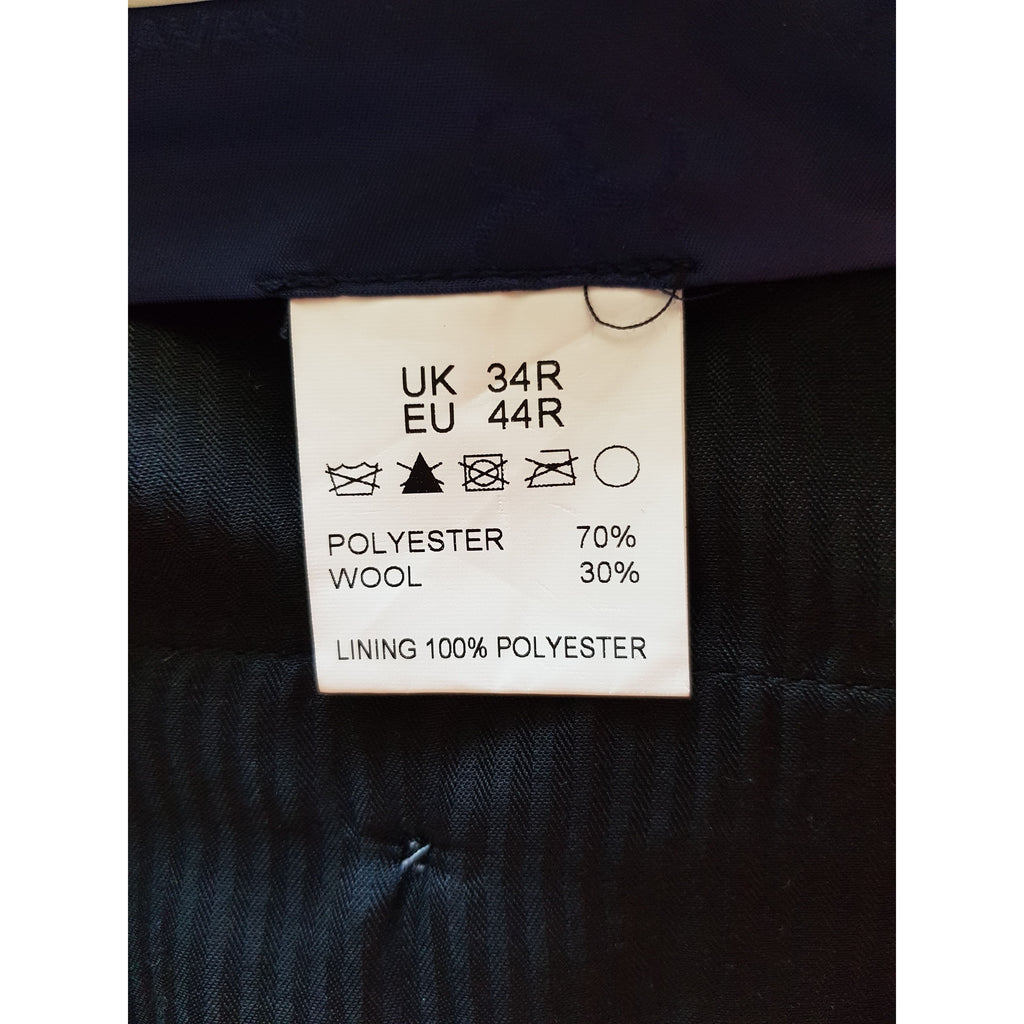 UK 34R
EU 44R
POLYESTER 70%
WOOL 30%
LINING 100% POLYESTER